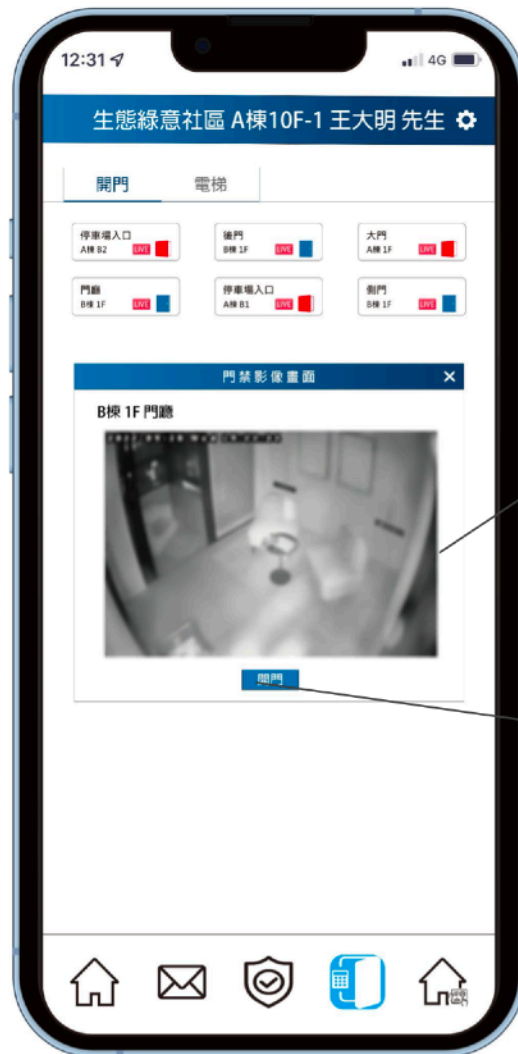 12:31
4G
生態綠意社區 A棟10F-1 王大明 先生
開門
電梯
停車場入口
A棟 B2 LIVE
後門
B棟 1F LIVE
大門
A棟 1F LIVE
門廳
B棟 1F LIVE
停車場入口
A棟 B1 LIVE
側門
B棟 1F LIVE
門禁影像畫面
B棟 1F 門廳
開門